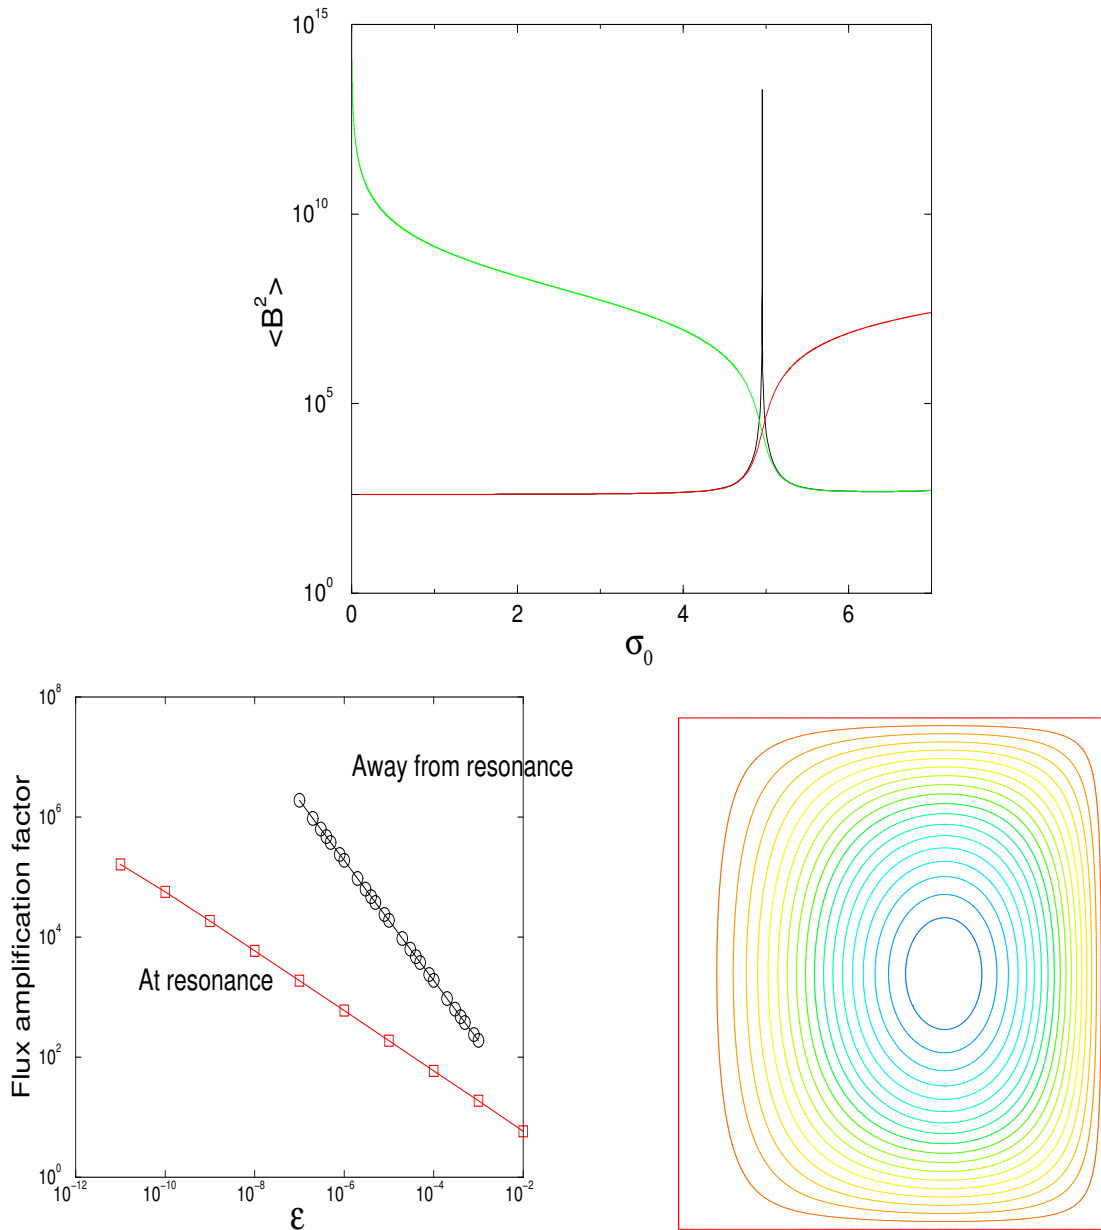 10^15
10^10
10^5
10^0
<B^2>
0 2 4 6
σ_0
10^8
10^6
10^4
10^2
10^0
Flux amplification factor
Away from resonance
At resonance
10^−12 10^−10 10^−8 10^−6 10^−4 10^−2
ε